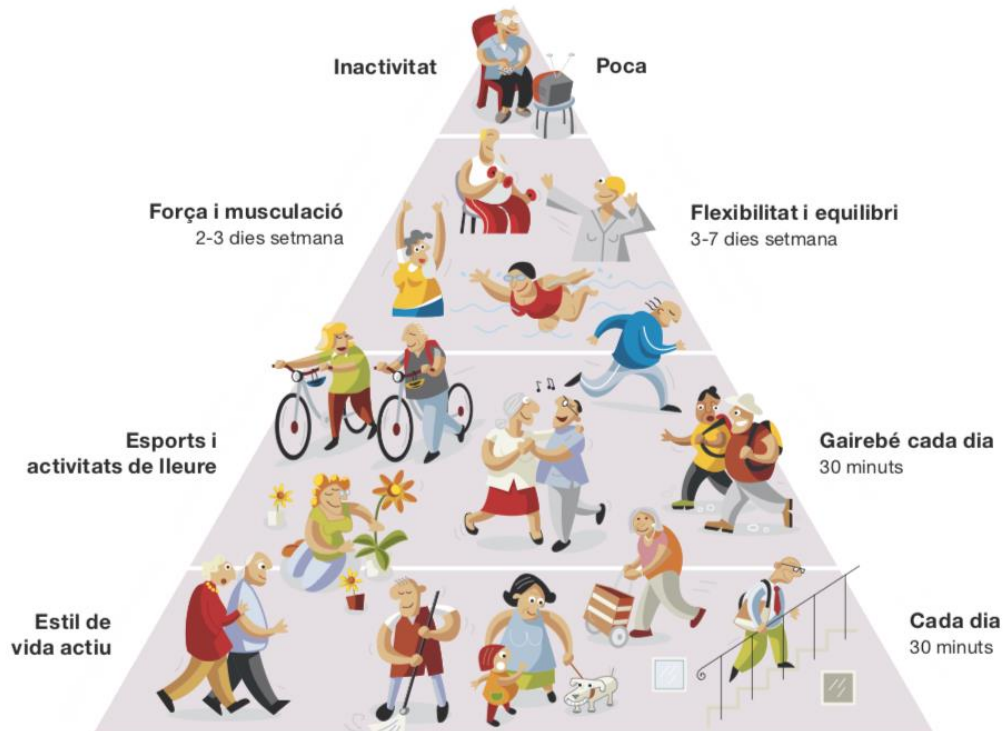 Inactivitat
Poca
Força i musculació
2-3 dies setmana
Flexibilitat i equilibri
3-7 dies setmana
Esports i
activitats de lleure
Gairebé cada dia
30 minuts
Estil de
vida actiu
Cada dia
30 minuts